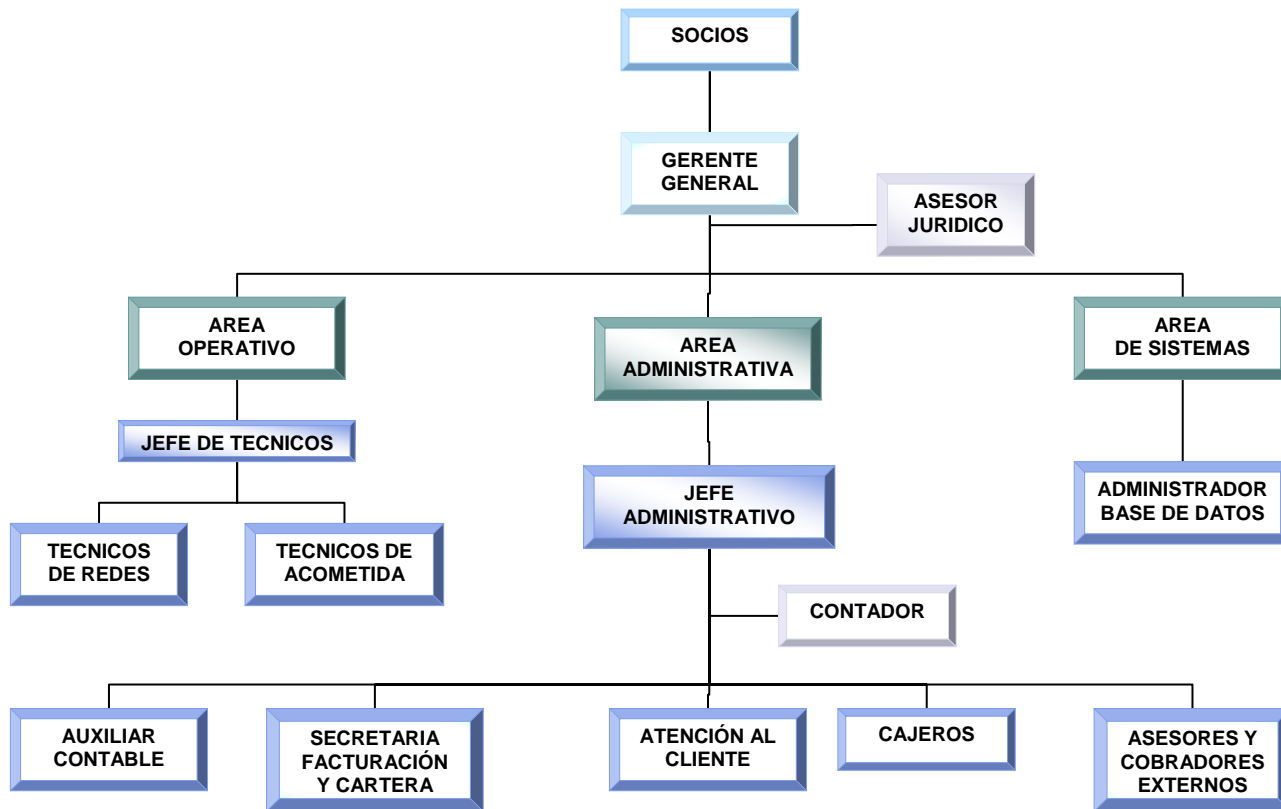 SOCIOS
GERENTE
GENERAL
ASESOR
JURIDICO
AREA
OPERATIVO
AREA
ADMINISTRATIVA
AREA
DE SISTEMAS
JEFE DE TECNICOS
JEFE
ADMINISTRATIVO
ADMINISTRADOR
BASE DE DATOS
TECNICOS
DE REDES
TECNICOS DE
ACOMETIDA
CONTADOR
AUXILIAR
CONTABLE
SECRETARIA
FACTURACIÓN
Y CARTERA
ATENCIÓN AL
CLIENTE
CAJEROS
ASESORES Y
COBRADORES
EXTERNOS